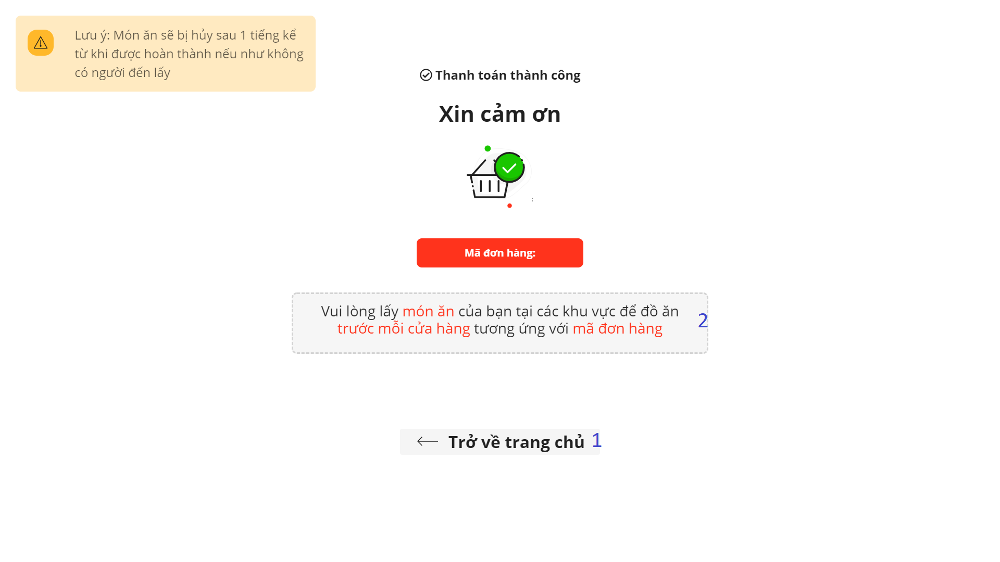 Lưu ý: Món ăn sẽ bị hủy sau 1 tiếng kể
từ khi được hoàn thành nếu như không
có người đến lấy
Thanh toán thành công
Xin cảm ơn
;
Mã đơn hàng:
Vui lòng lấy món ăn của bạn tại các khu vực để đồ ăn
trước mỗi cửa hàng tương ứng với mã đơn hàng
2
Trở về trang chủ 1